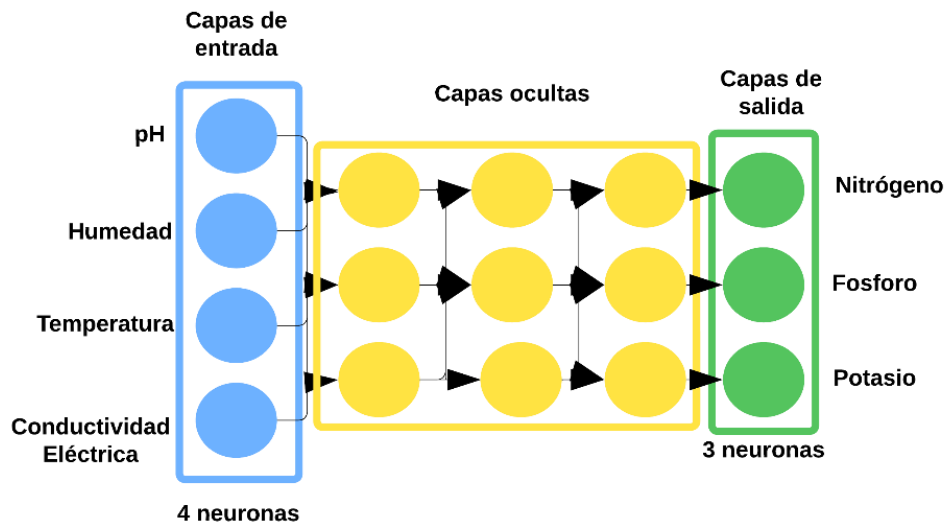 Capas de
entrada
Capas ocultas
Capas de
salida
pH
Humedad
Temperatura
Conductividad
Eléctrica
Nitrógeno
Fosforo
Potasio
3 neuronas
4 neuronas